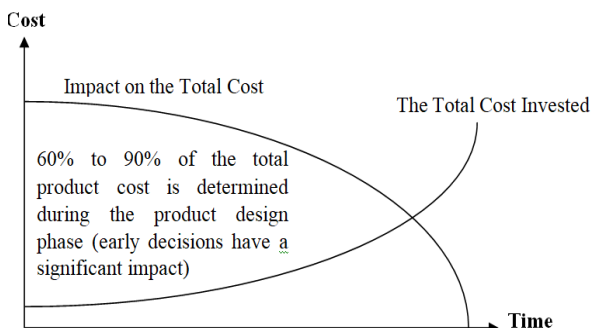 Cost
Impact on the Total Cost
The Total Cost Invested
60% to 90% of the total
product cost is determined
during the product design
phase (early decisions have a
significant impact)
Time